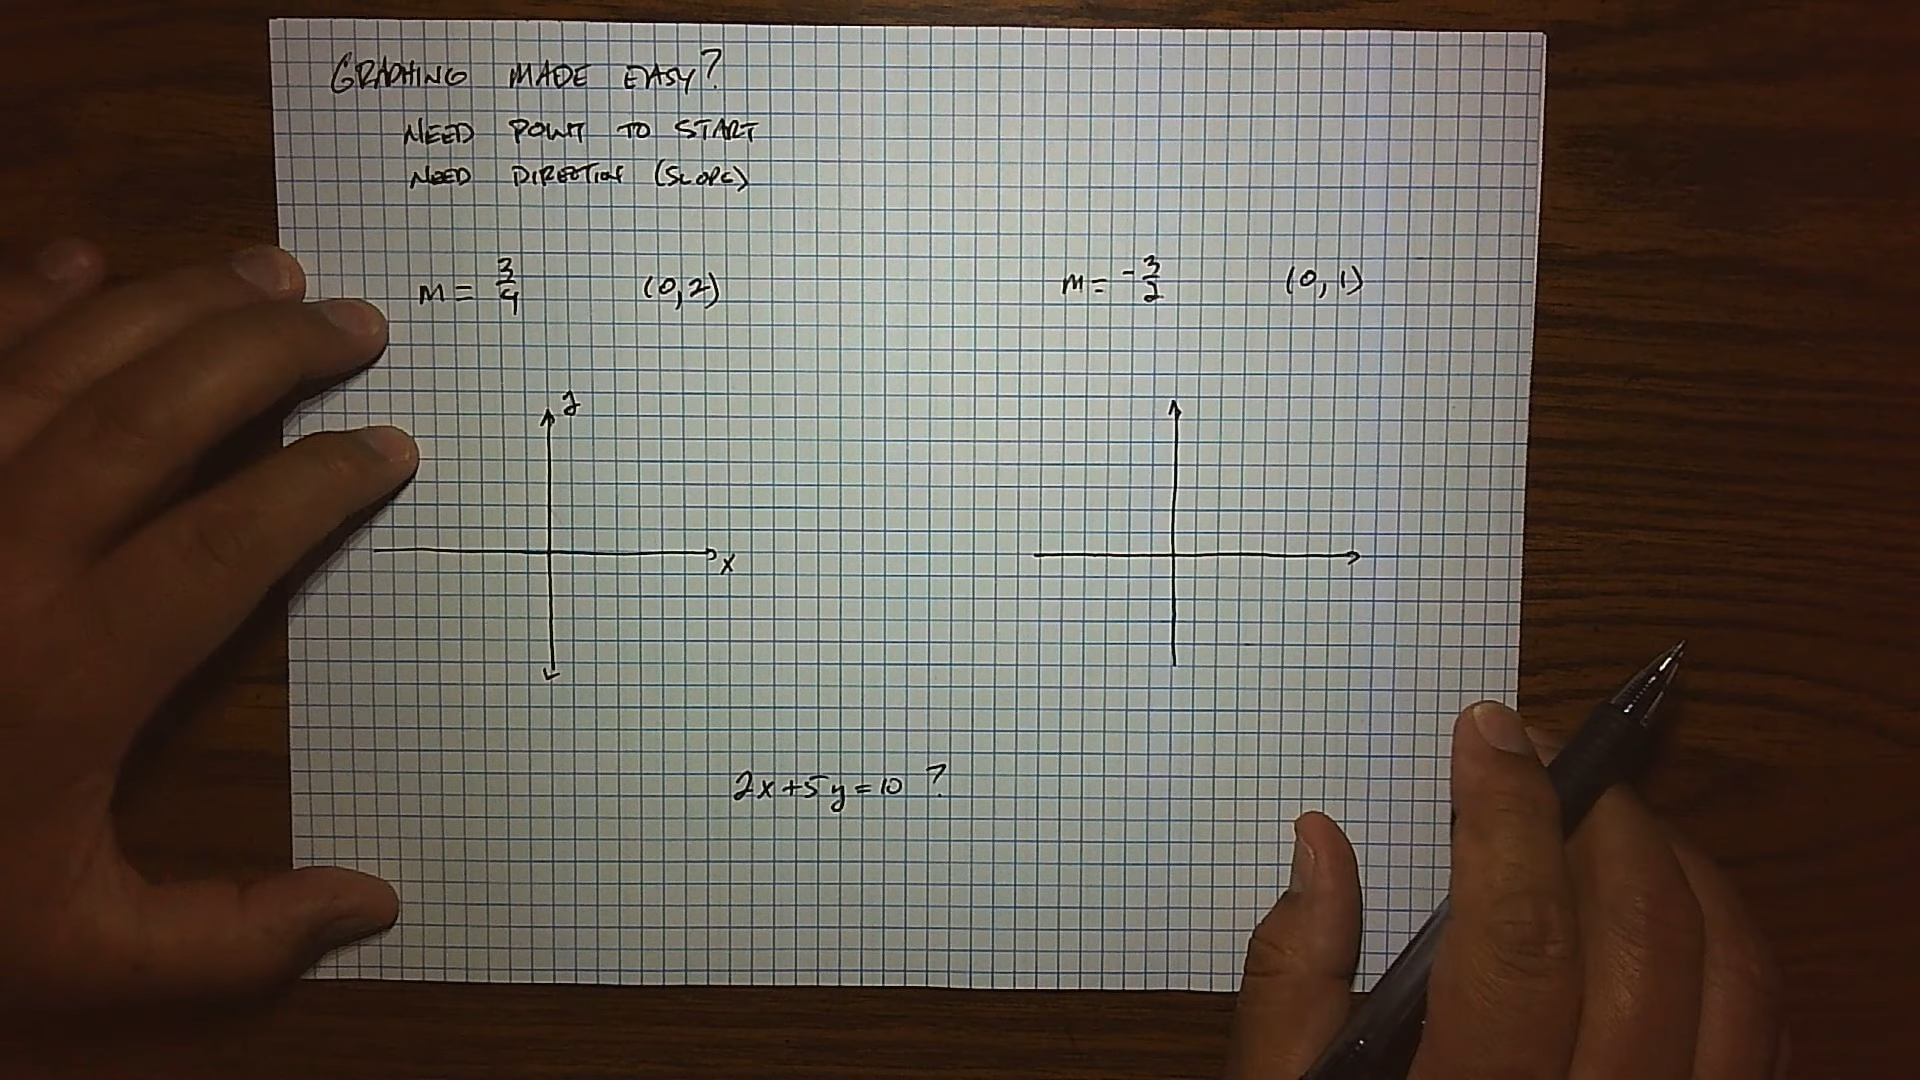 GRAPHING MADE EASY?
NEED POINT TO START
NEED DIRECTION (SLOPE)
m = 3/4 (0,2)
m = -3/2 (0,1)
y
x
2x+5y=10 ?